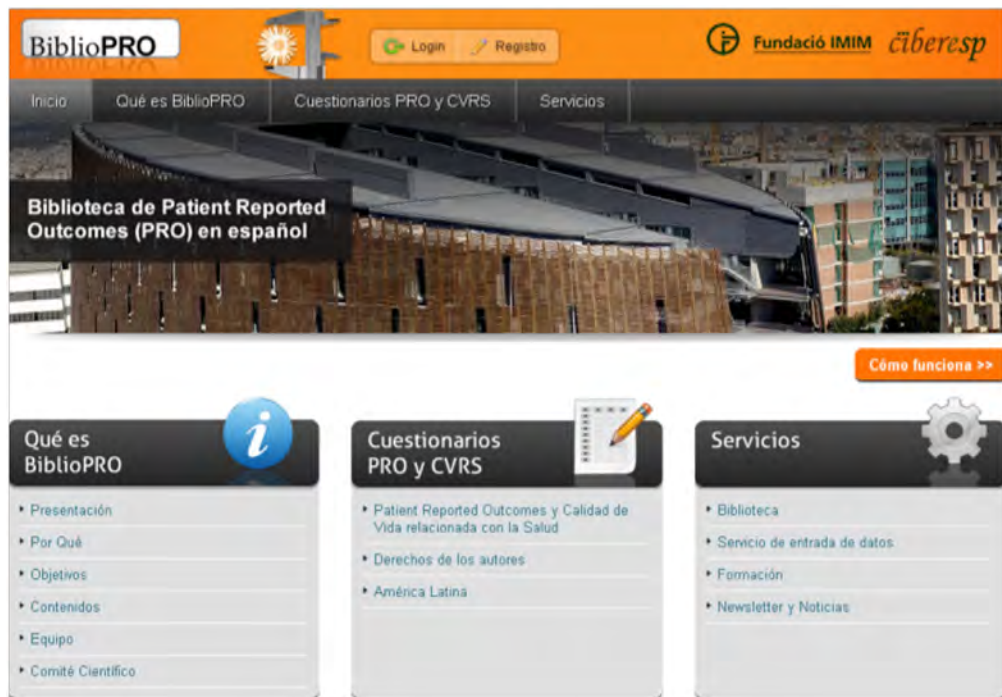 BiblioPRO
Login
Registro
Fundació IMIM
ciberesp
Inicio
Qué es BiblioPRO
Cuestionarios PRO y CVRS
Servicios
Biblioteca de Patient Reported
Outcomes (PRO) en español
Cómo funciona >>
Qué es
BiblioPRO
Presentación
Por Qué
Objetivos
Contenidos
Equipo
Comité Científico
Cuestionarios
PRO y CVRS
Patient Reported Outcomes y Calidad de
Vida relacionada con la Salud
Derechos de los autores
América Latina
Servicios
Biblioteca
Servicio de entrada de datos
Formación
Newsletter y Noticias